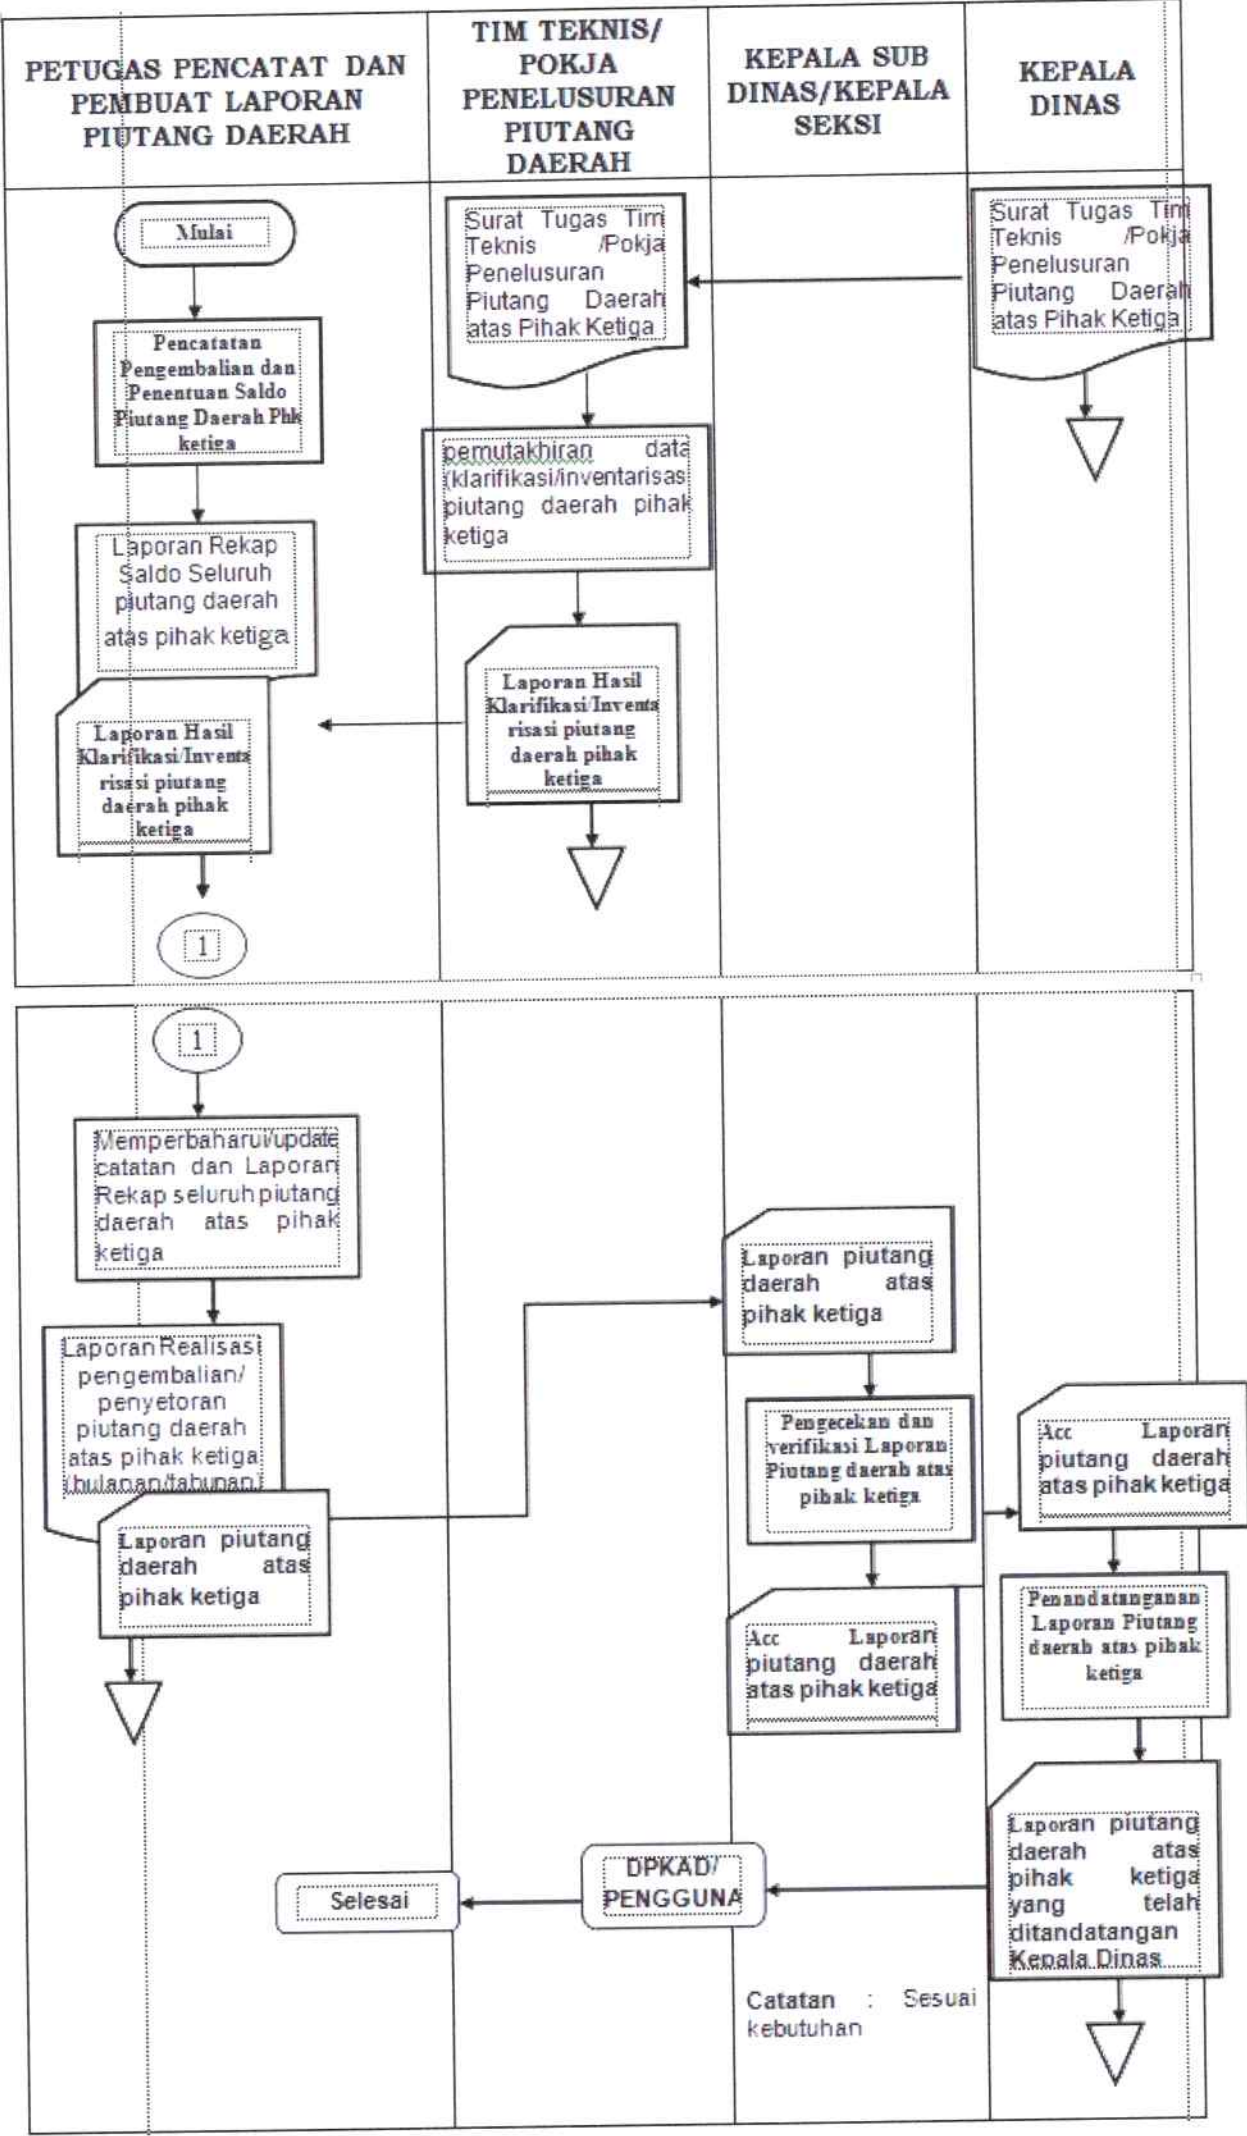 PETUGAS PENCATAT DAN
PEMBUAT LAPORAN
PIUTANG DAERAH
TIM TEKNIS/
POKJA
PENELUSURAN
PIUTANG
DAERAH
KEPALA SUB
DINAS/KEPALA
SEKSI
KEPALA
DINAS
Mulai
Pencatatan
Pengembalian dan
Penentuan Saldo
Piutang Daerah Phk
ketiga
Laporan Rekap
Saldo Seluruh
piutang daerah
atas pihak ketiga
Laporan Hasil
Klarifikasi/Inventa
risasi piutang
daerah pihak
ketiga
1
Surat Tugas Tim
Teknis /Pokja
Penelusuran
Piutang Daerah
atas Pihak Ketiga
pemutakhiran data
(klarifikasi/inventarisas
piutang daerah pihak
ketiga
Laporan Hasil
Klarifikasi/Inventa
risasi piutang
daerah pihak
ketiga
Surat Tugas Tim
Teknis /Pokja
Penelusuran
Piutang Daerah
atas Pihak Ketiga
1
Memperbaharui/update
catatan dan Laporan
Rekap seluruh piutang
daerah atas pihak
ketiga
Laporan Realisasi
pengembalian/
penyetoran
piutang daerah
atas pihak ketiga
(bulanan/tahunan)
Laporan piutang
daerah atas
pihak ketiga
Laporan piutang
daerah atas
pihak ketiga
Pengecekan dan
verifikasi Laporan
Piutang daerah atas
pihak ketiga
Acc Laporan
piutang daerah
atas pihak ketiga
Acc Laporan
piutang daerah
atas pihak ketiga
Penandatanganan
Laporan Piutang
daerah atas pihak
ketiga
Laporan piutang
daerah atas
pihak ketiga
yang telah
ditandatangan
Kepala Dinas
DPKAD/
PENGGUNA
Selesai
Catatan : Sesuai
kebutuhan